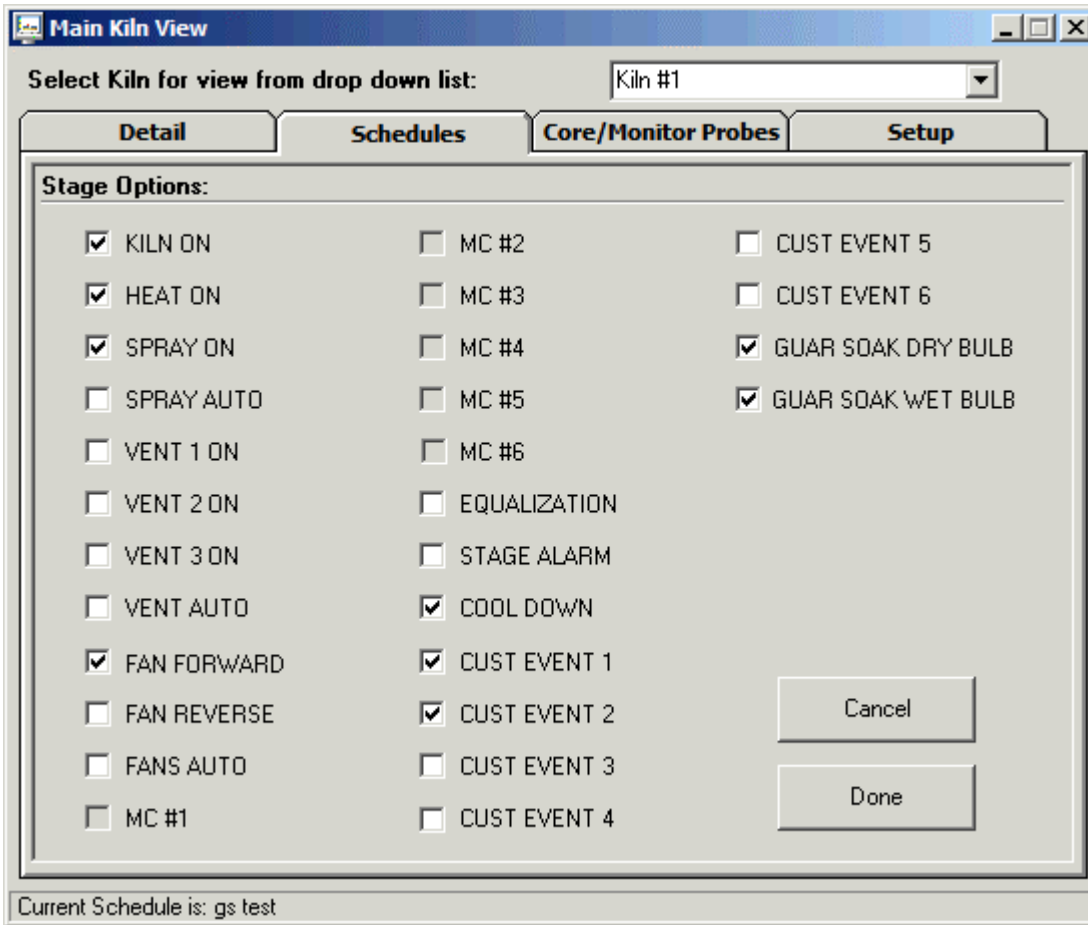 Main Kiln View
Select Kiln for view from drop down list:
Kiln #1
Detail
Schedules
Core/Monitor Probes
Setup
Stage Options:
KILN ON
HEAT ON
SPRAY ON
SPRAY AUTO
VENT 1 ON
VENT 2 ON
VENT 3 ON
VENT AUTO
FAN FORWARD
FAN REVERSE
FANS AUTO
MC #1
MC #2
MC #3
MC #4
MC #5
MC #6
EQUALIZATION
STAGE ALARM
COOL DOWN
CUST EVENT 1
CUST EVENT 2
CUST EVENT 3
CUST EVENT 4
CUST EVENT 5
CUST EVENT 6
GUAR SOAK DRY BULB
GUAR SOAK WET BULB
Cancel
Done
Current Schedule is: gs test